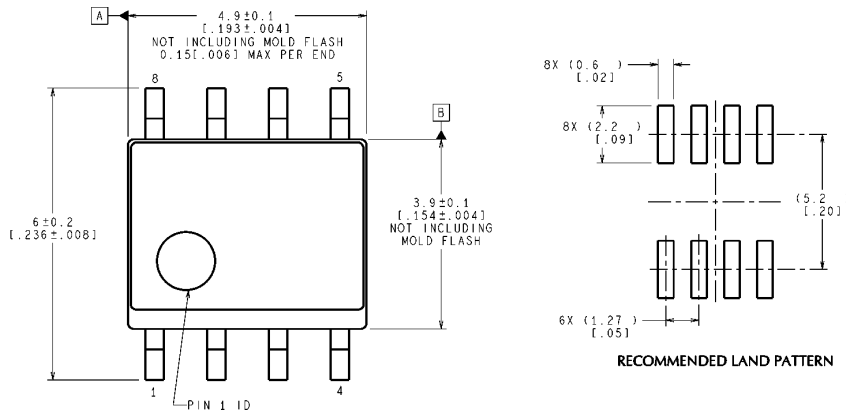 A
4.9±0.1
[.193±.004]
NOT INCLUDING MOLD FLASH
0.15[.006] MAX PER END
8
5
B
6±0.2
[.236±.008]
3.9±0.1
[.154±.004]
NOT INCLUDING
MOLD FLASH
1
4
PIN 1 ID
8X (0.6 )
[.02]
8X (2.2 )
[.09]
(5.2
[.20]
6X (1.27 )
[.05]
RECOMMENDED LAND PATTERN